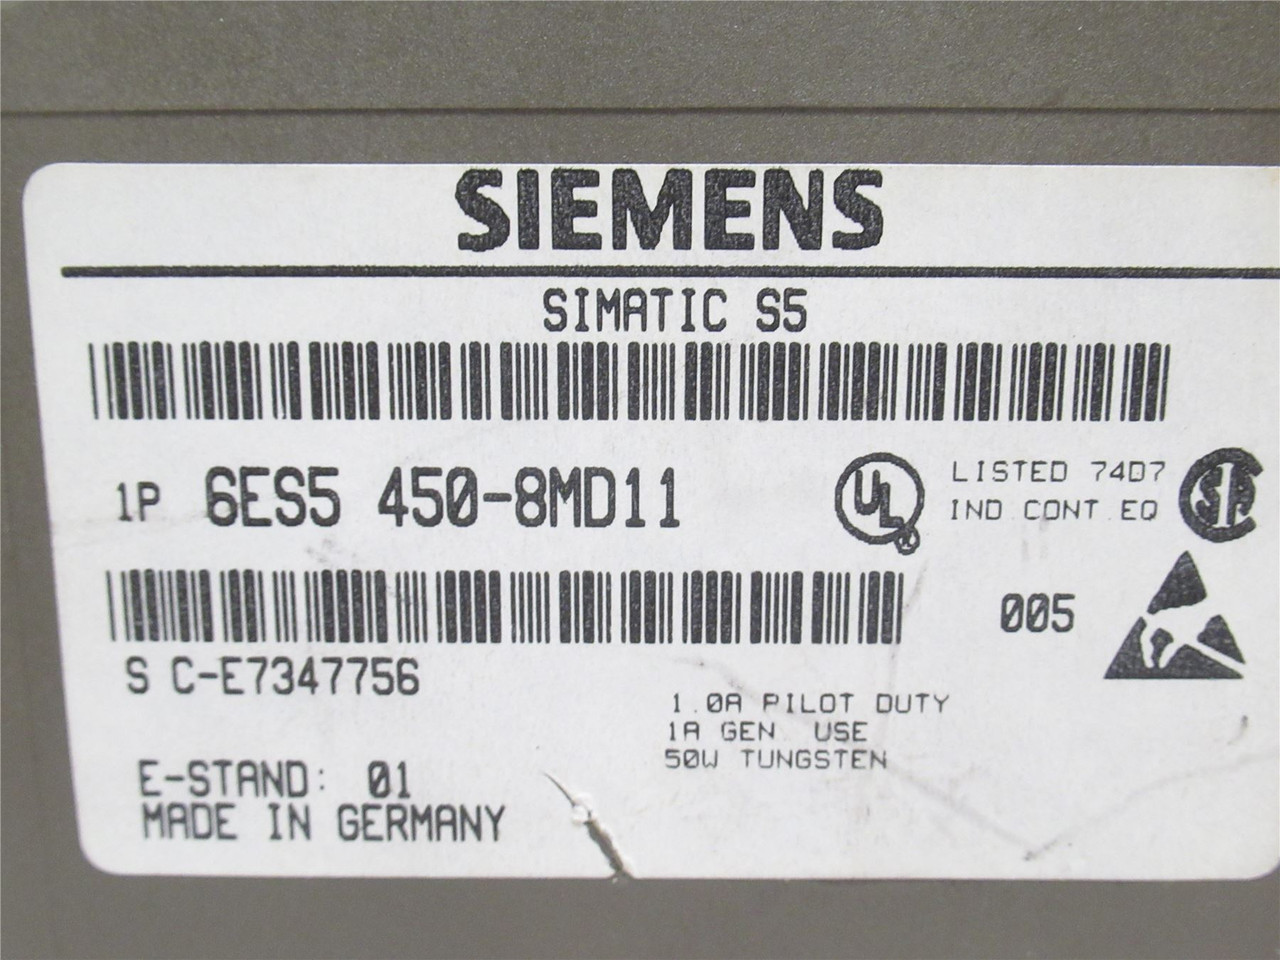 SIEMENS
SIMATIC S5
1P 6ES5 450-8MD11
UL LISTED 74D7
IND. CONT. EQ
005
S C-E7347756
1.0A PILOT DUTY
1A GEN. USE
50W TUNGSTEN
E-STAND: 01
MADE IN GERMANY